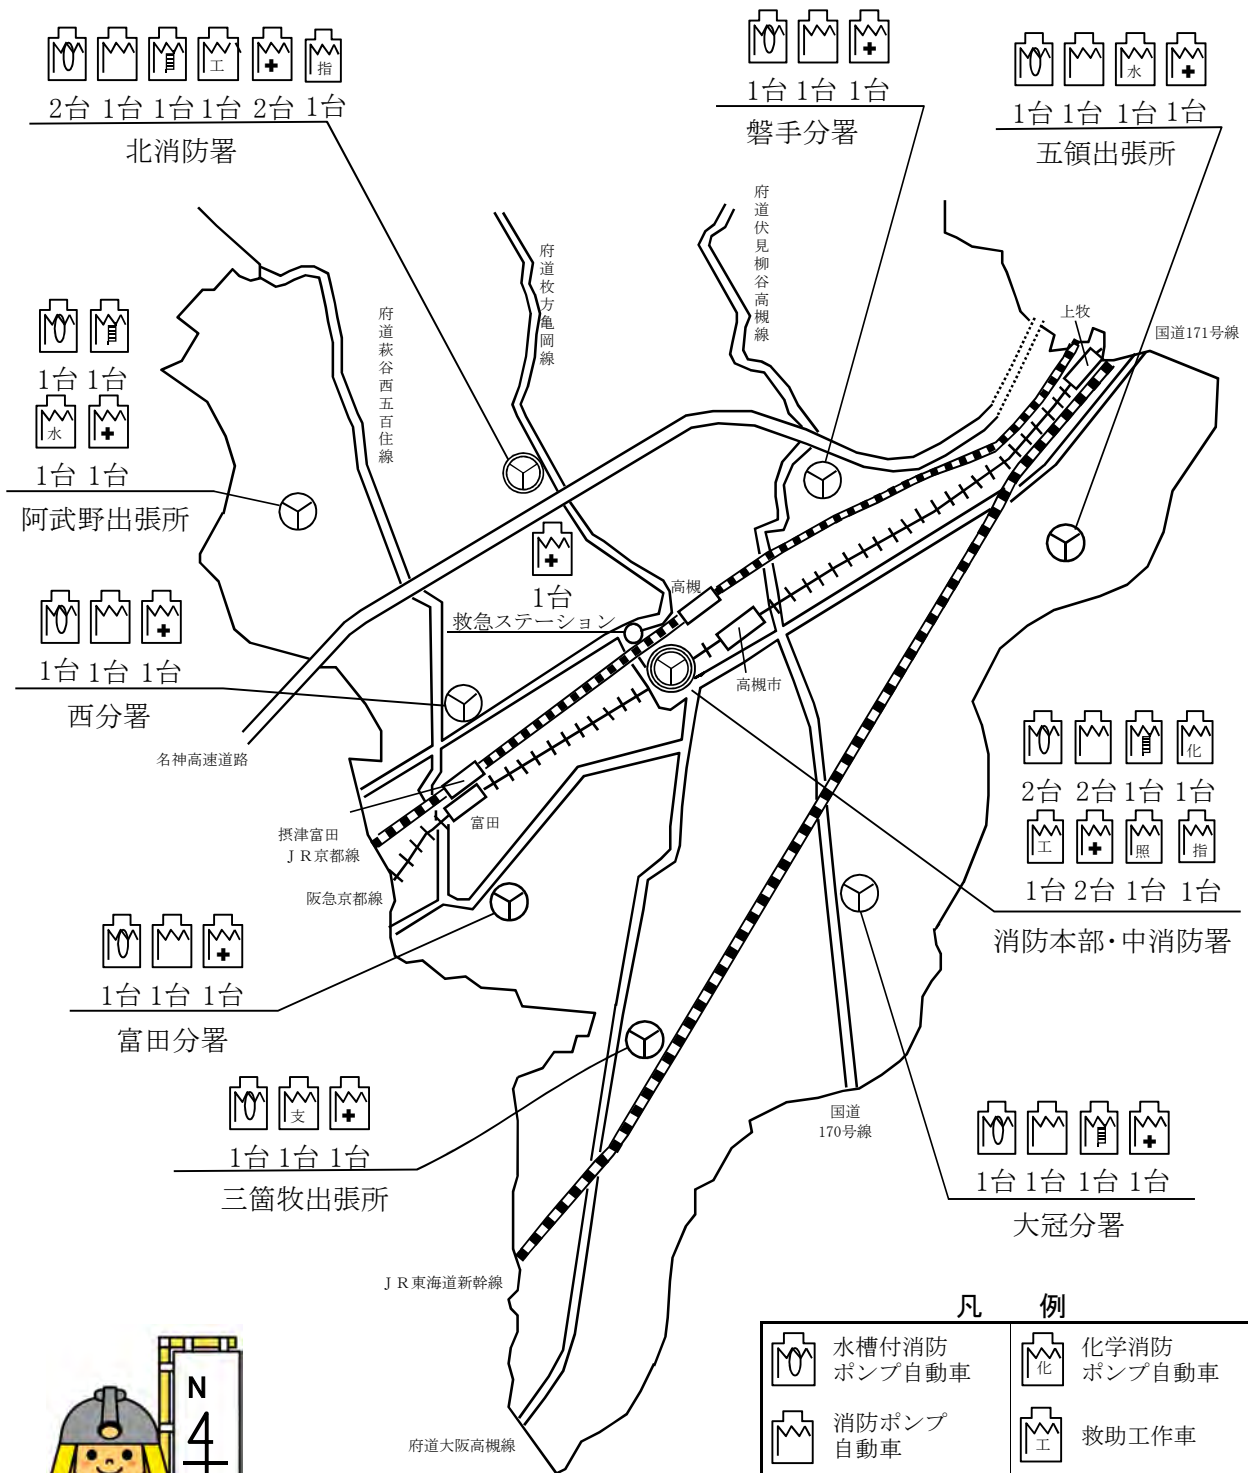 工 指
2台 1台 1台 1台 2台 1台
北消防署
1台 1台 1台
磐手分署
水
1台 1台 1台 1台
五領出張所
府道萩谷西五百住線
府道枚方亀岡線
府道伏見柳谷高槻線
上牧
国道171号線
1台 1台
水
1台 1台
阿武野出張所
1台
救急ステーション
高槻
高槻市
1台 1台 1台
西分署
名神高速道路
摂津富田
JR京都線
富田
阪急京都線
化
2台 2台 1台 1台
工 照 指
1台 2台 1台 1台
消防本部・中消防署
1台 1台 1台
富田分署
支
1台 1台 1台
三箇牧出張所
国道
170号線
1台 1台 1台 1台
大冠分署
JR東海道新幹線
府道大阪高槻線
N
凡 例
水槽付消防
ポンプ自動車
化
化学消防
ポンプ自動車
消防ポンプ
自動車
工
救助工作車